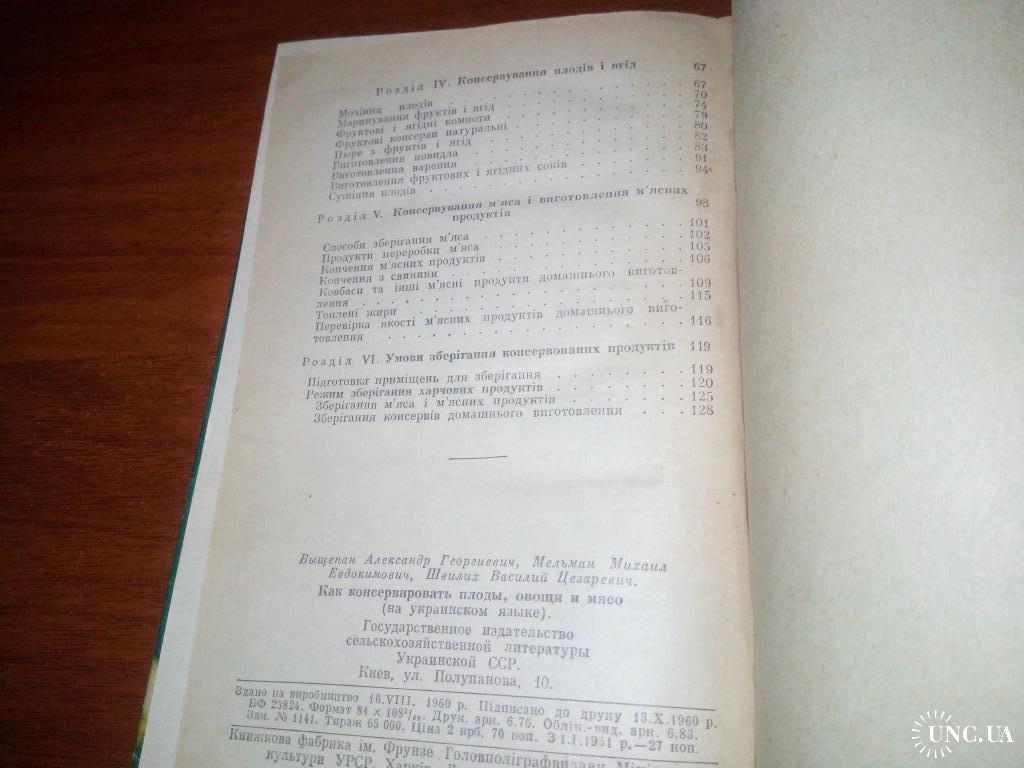 Розділ IV. Консервування плодів і ягід 67
Мочіння плодів 67
Маринування фруктів і ягід 70
Фруктові і ягідні компоти 74
Фруктові консерви натуральні 79
Пюре з фруктів і ягід 80
Виготовлення повидла 82
Виготовлення варення 83
Виготовлення фруктових і ягідних соків 91
Сушіння плодів 94
Розділ V. Консервування м'яса і виготовлення м'ясних
продуктів 98
Способи зберігання м'яса 101
Продукти переробки м'яса 102
Копчення м'ясних продуктів 105
Копчення з свинини 106
Ковбаси та інші м'ясні продукти домашнього виготов-
лення 109
Топлені жири 115
Перевірка якості м'ясних продуктів домашнього виго-
товлення 116
Розділ VI. Умови зберігання консервованих продуктів 119
Підготовка приміщень для зберігання 119
Режим зберігання харчових продуктів 120
Зберігання м'яса і м'ясних продуктів 125
Зберігання консервів домашнього виготовлення 128
Выщепан Александр Георгиевич, Мельман Михаил
Евдокимович, Швилих Василий Цезаревич.
Как консервировать плоды, овощи и мясо
(на украинском языке).
Государственное издательство
сельскохозяйственной литературы
Украинской ССР.
Киев, ул. Полупанова, 10.
Здано на виробництво 16.VIII. 1960 р. Підписано до друку 13.X.1960 р.
БФ 23824. Формат 84 × 108¹/₃₂. Друк. арк. 6.76. Облік.-вид. арк. 6,83.
Зам. № 1141. Тираж 65 000. Ціна 2 крб. 70 коп. З 1.I.1961 р.—27 коп.
Книжкова фабрика ім. Фрунзе Головполіграфвидаву
культури УРСР, Харків,
UNC.UA